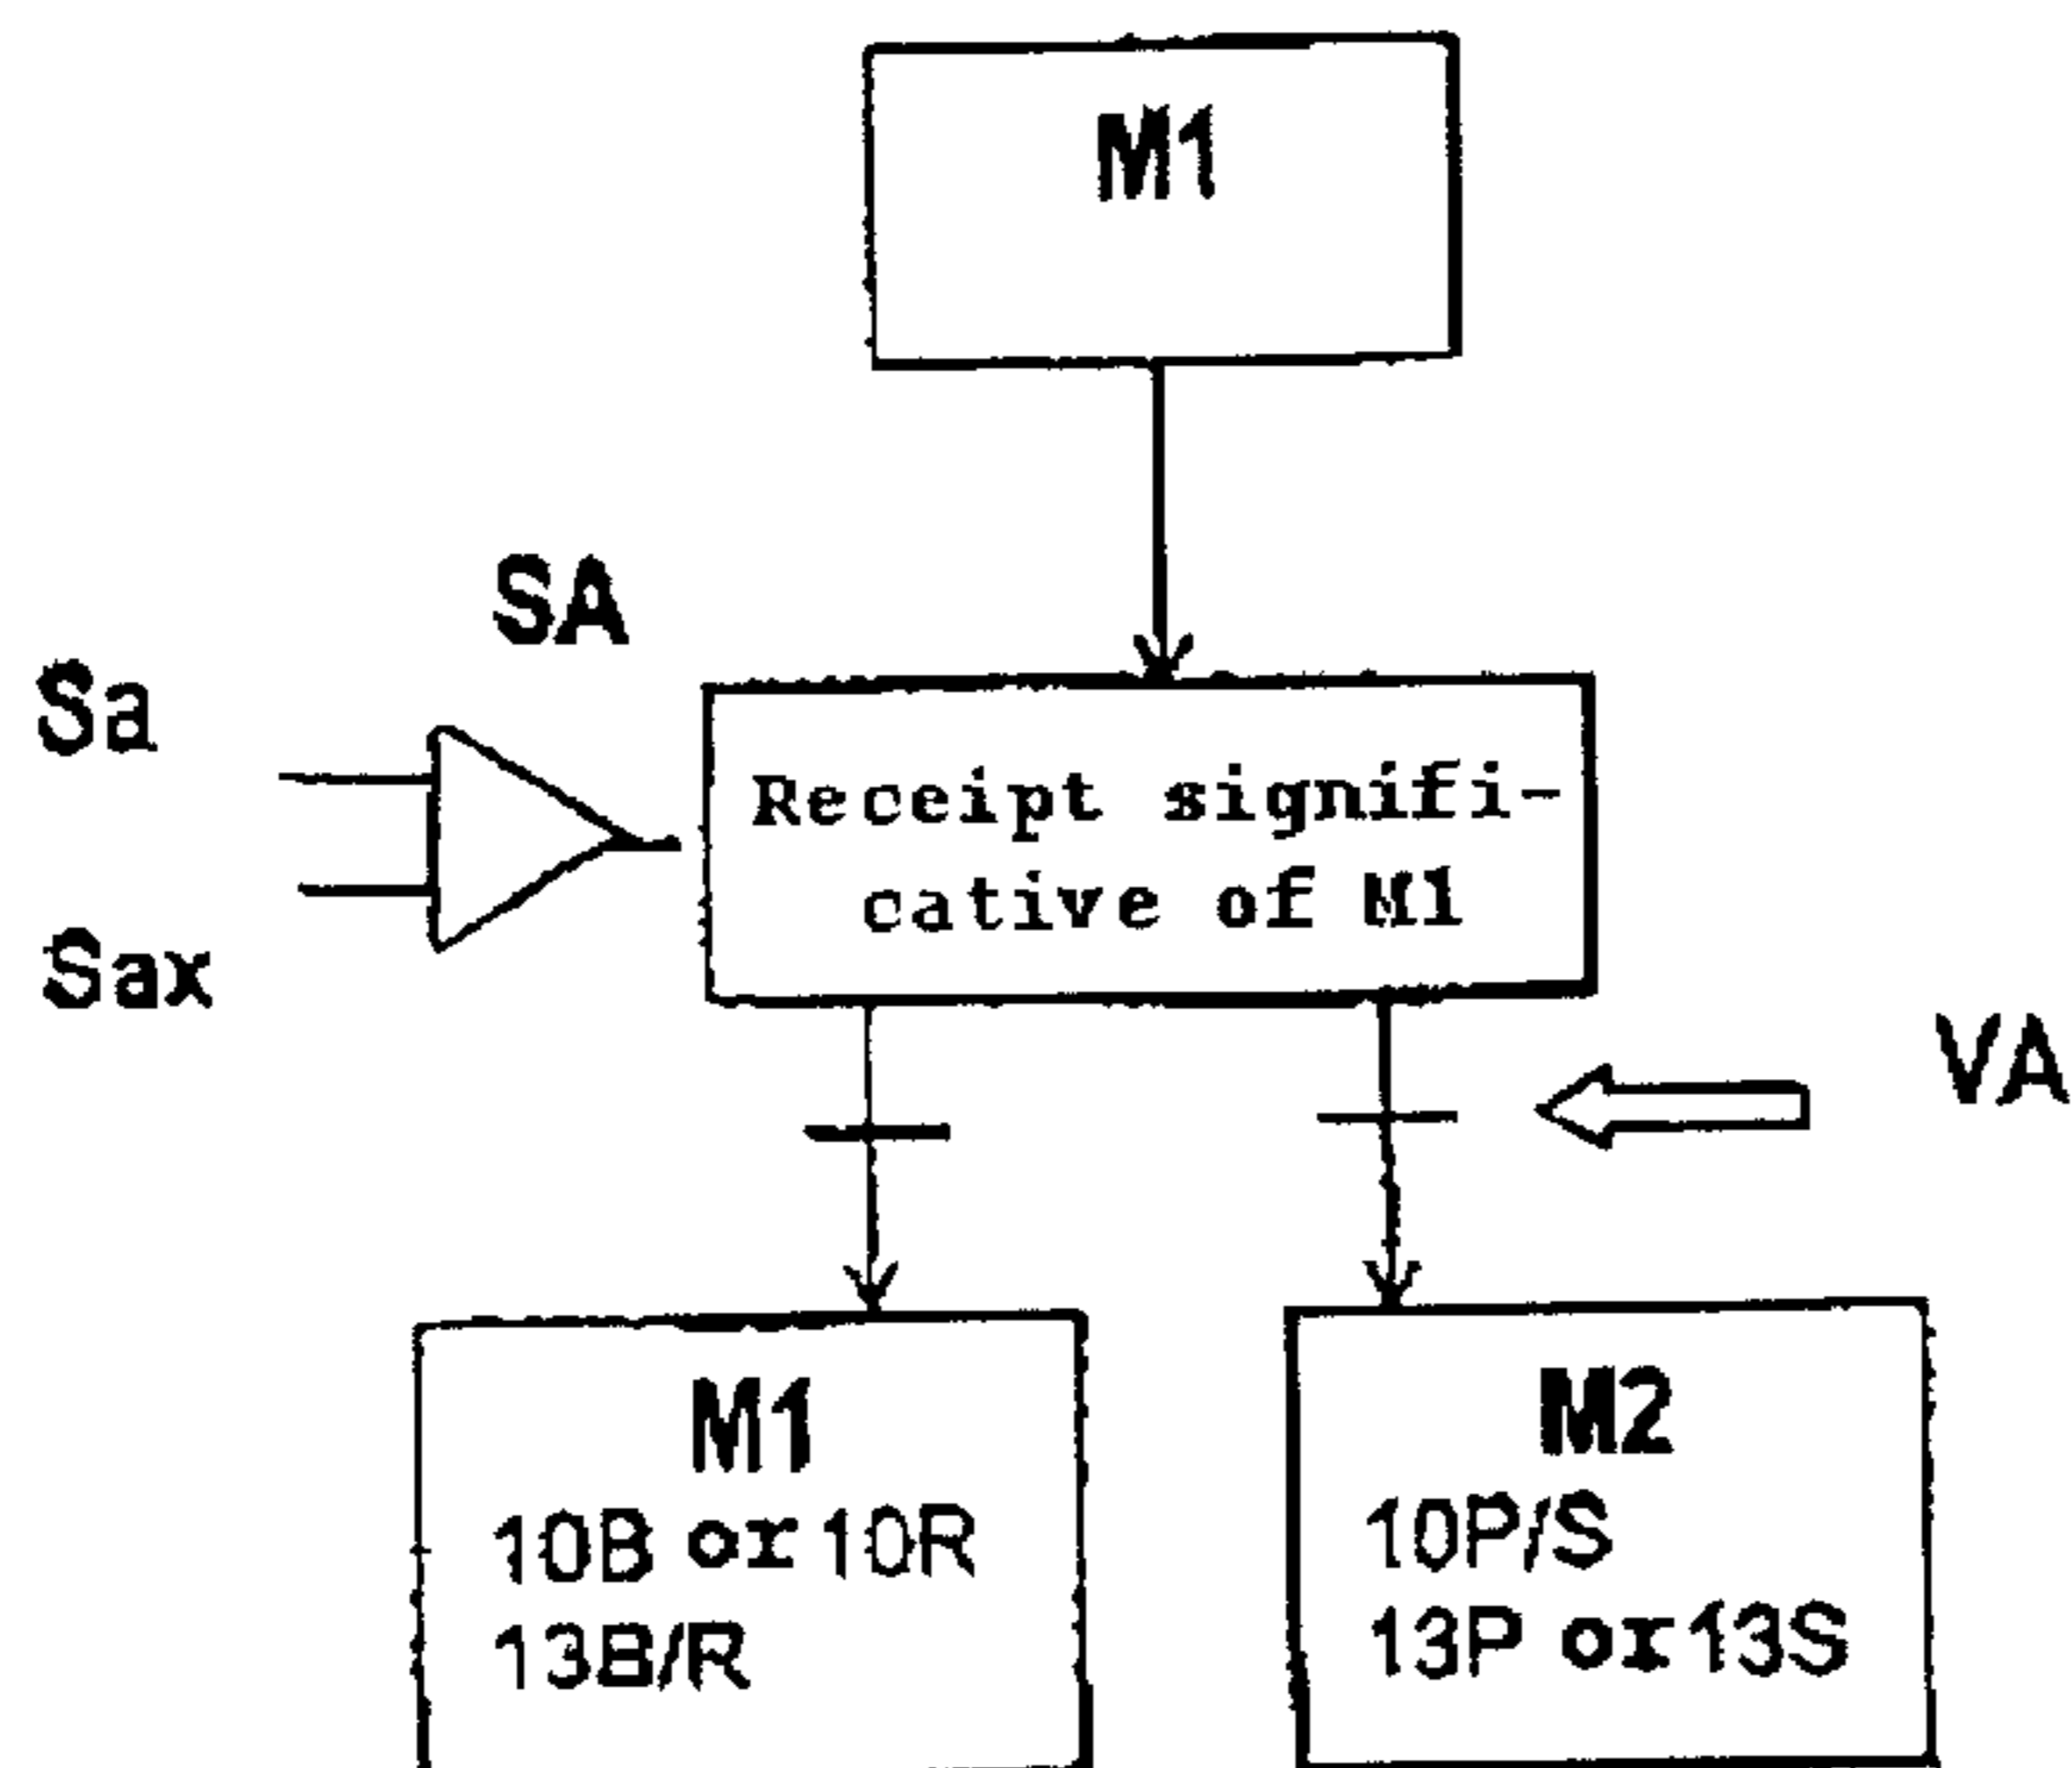 M1
SA
Sa
Receipt signifi-
cative of M1
Sax
VA
M1
10B or 10R
13B/R
M2
10P/S
13P or 13S